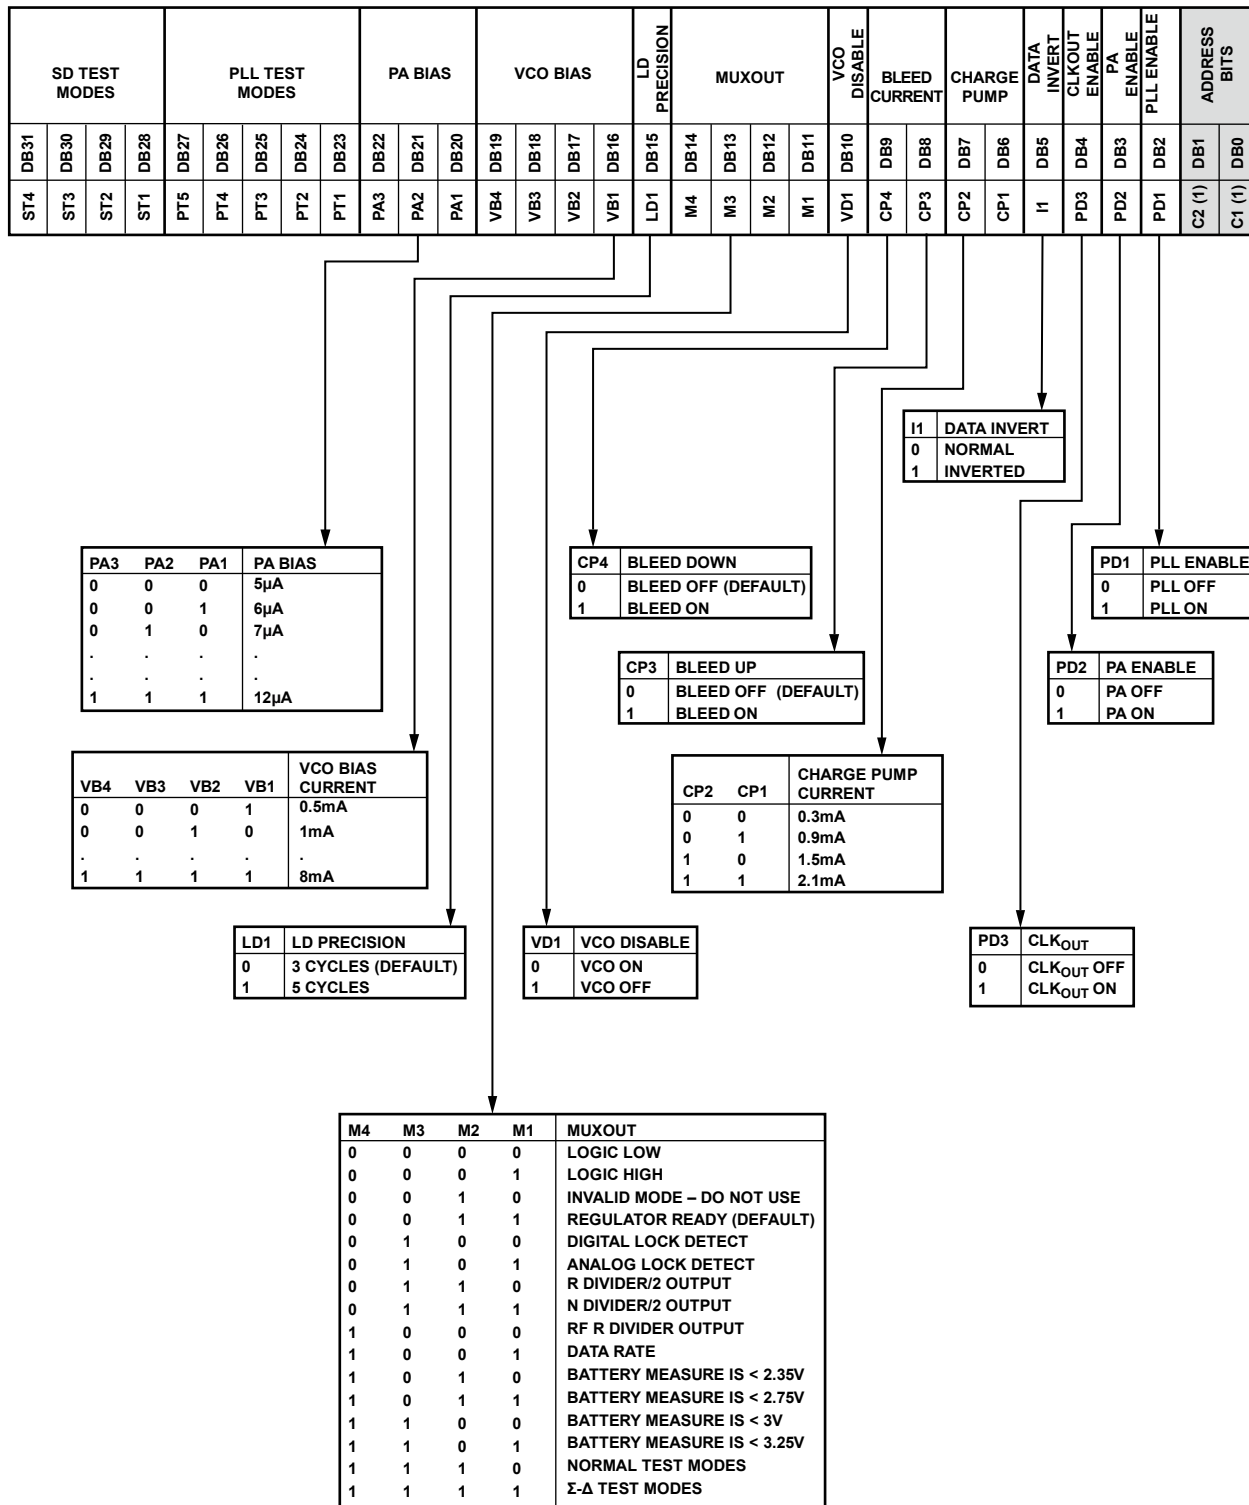 SD TEST MODES
PLL TEST MODES
PA BIAS
VCO BIAS
LD PRECISION
MUXOUT
VCO DISABLE
BLEED CURRENT
CHARGE PUMP
DATA INVERT
CLKOUT ENABLE
PA ENABLE
PLL ENABLE
ADDRESS BITS
DB31 DB30 DB29 DB28 DB27 DB26 DB25 DB24 DB23 DB22 DB21 DB20 DB19 DB18 DB17 DB16 DB15 DB14 DB13 DB12 DB11 DB10 DB9 DB8 DB7 DB6 DB5 DB4 DB3 DB2 DB1 DB0
ST4 ST3 ST2 ST1 PT5 PT4 PT3 PT2 PT1 PA3 PA2 PA1 VB4 VB3 VB2 VB1 LD1 M4 M3 M2 M1 VD1 CP4 CP3 CP2 CP1 I1 PD3 PD2 PD1 C2 (1) C1 (1)
I1 DATA INVERT
0 NORMAL
1 INVERTED
PA3 PA2 PA1 PA BIAS
0 0 0 5µA
0 0 1 6µA
0 1 0 7µA
. . . .
. . . .
1 1 1 12µA
CP4 BLEED DOWN
0 BLEED OFF (DEFAULT)
1 BLEED ON
PD1 PLL ENABLE
0 PLL OFF
1 PLL ON
CP3 BLEED UP
0 BLEED OFF (DEFAULT)
1 BLEED ON
PD2 PA ENABLE
0 PA OFF
1 PA ON
VB4 VB3 VB2 VB1 VCO BIAS CURRENT
0 0 0 1 0.5mA
0 0 1 0 1mA
. . . . .
1 1 1 1 8mA
CP2 CP1 CHARGE PUMP CURRENT
0 0 0.3mA
0 1 0.9mA
1 0 1.5mA
1 1 2.1mA
LD1 LD PRECISION
0 3 CYCLES (DEFAULT)
1 5 CYCLES
VD1 VCO DISABLE
0 VCO ON
1 VCO OFF
PD3 CLKOUT
0 CLKOUT OFF
1 CLKOUT ON
M4 M3 M2 M1 MUXOUT
0 0 0 0 LOGIC LOW
0 0 0 1 LOGIC HIGH
0 0 1 0 INVALID MODE – DO NOT USE
0 0 1 1 REGULATOR READY (DEFAULT)
0 1 0 0 DIGITAL LOCK DETECT
0 1 0 1 ANALOG LOCK DETECT
0 1 1 0 R DIVIDER/2 OUTPUT
0 1 1 1 N DIVIDER/2 OUTPUT
1 0 0 0 RF R DIVIDER OUTPUT
1 0 0 1 DATA RATE
1 0 1 0 BATTERY MEASURE IS < 2.35V
1 0 1 1 BATTERY MEASURE IS < 2.75V
1 1 0 0 BATTERY MEASURE IS < 3V
1 1 0 1 BATTERY MEASURE IS < 3.25V
1 1 1 0 NORMAL TEST MODES
1 1 1 1 Σ-Δ TEST MODES